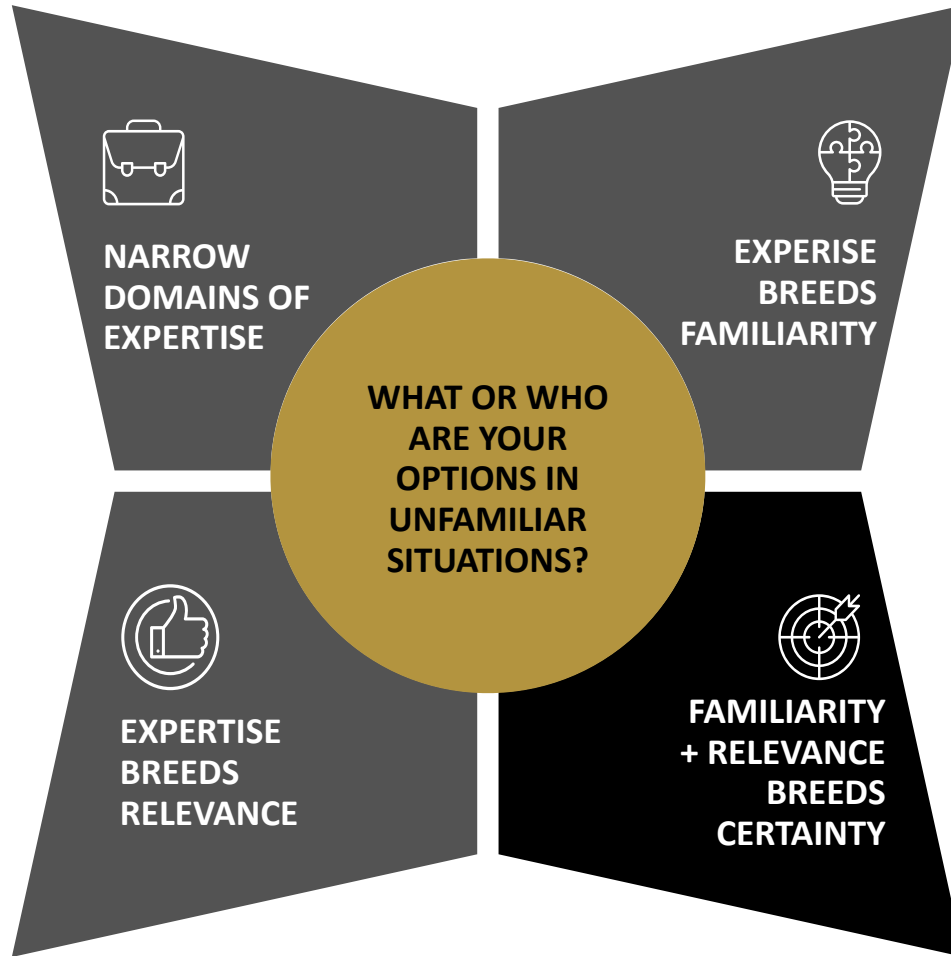 NARROW
DOMAINS OF
EXPERTISE
EXPERISE
BREEDS
FAMILIARITY
WHAT OR WHO
ARE YOUR
OPTIONS IN
UNFAMILIAR
SITUATIONS?
EXPERTISE
BREEDS
RELEVANCE
FAMILIARITY
+ RELEVANCE
BREEDS
CERTAINTY